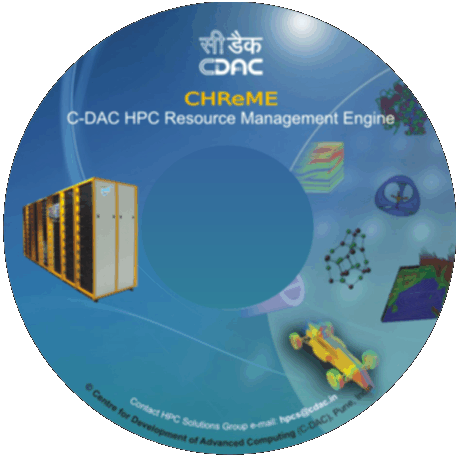 सी डैक
CDAC
CHReME
C-DAC HPC Resource Management Engine
Contact HPC Solutions Group e-mail: hpcs@cdac.in
© Centre for Development of Advanced Computing (C-DAC), Pune,